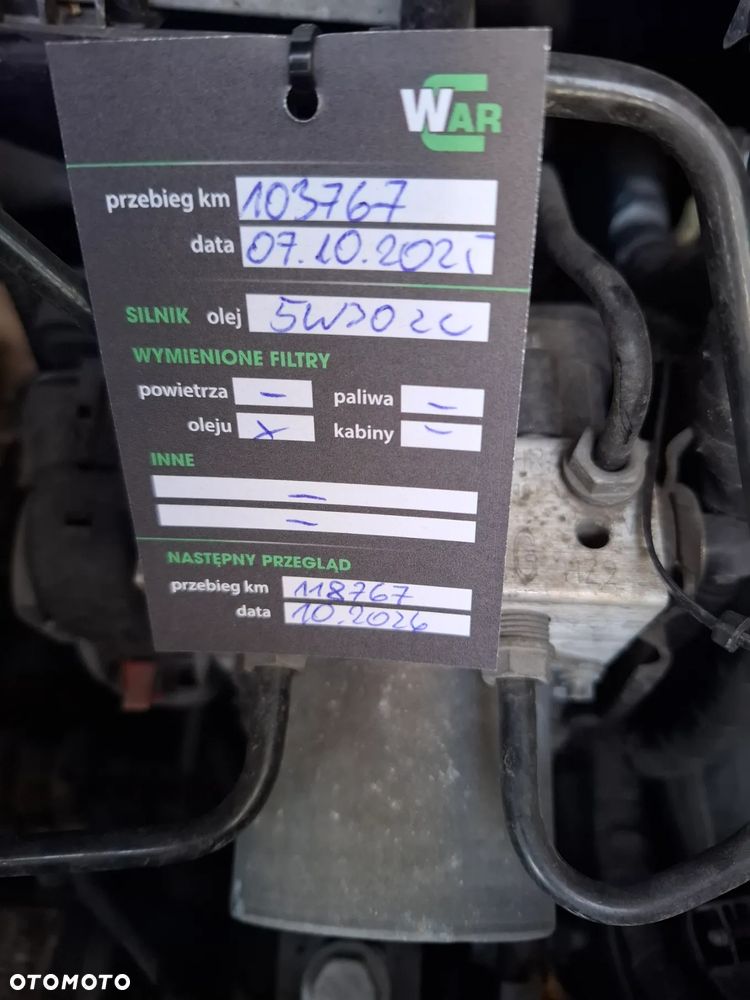 WAR
przebieg km 103767
data 07.10.2025
SILNIK olej 5W30 2C
WYMIENIONE FILTRY
powietrza - paliwa -
oleju x kabiny -
INNE
-
-
NASTĘPNY PRZEGLĄD
przebieg km 118767
data 10.2026
OTOMOTO